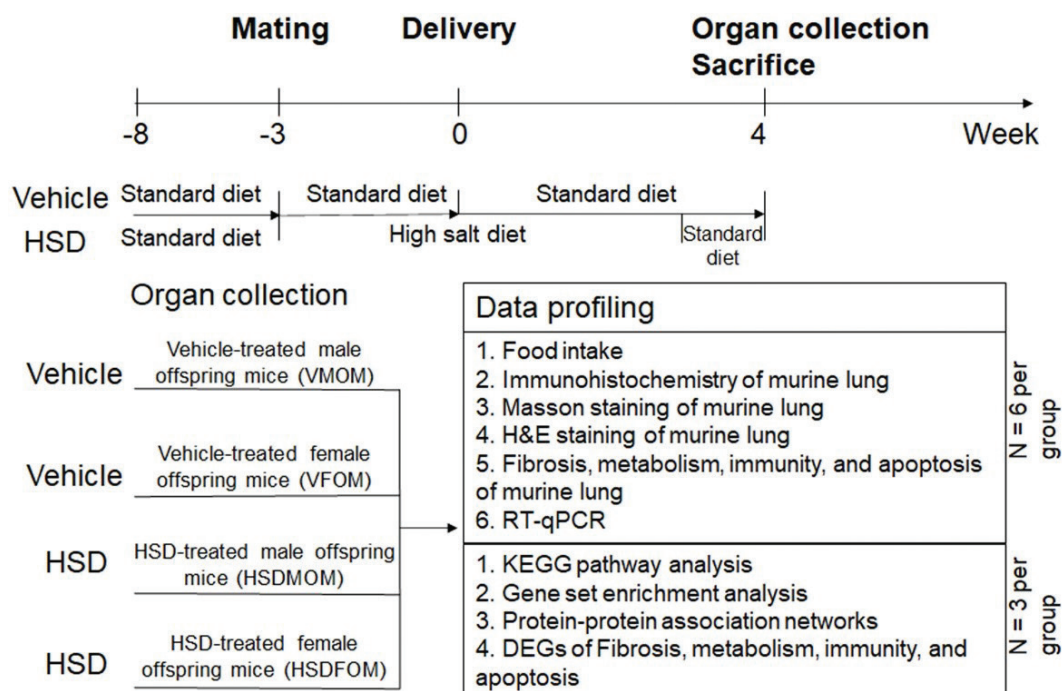 Mating
Delivery
Organ collection
Sacrifice
-8
-3
0
4
Week
Vehicle
Standard diet
Standard diet
Standard diet
HSD
Standard diet
High salt diet
Standard
diet
Organ collection
Vehicle
Vehicle-treated male
offspring mice (VMOM)
Vehicle
Vehicle-treated female
offspring mice (VFOM)
HSD
HSD-treated male offspring
mice (HSDMOM)
HSD
HSD-treated female
offspring mice (HSDFOM)
Data profiling
1. Food intake
2. Immunohistochemistry of murine lung
3. Masson staining of murine lung
4. H&E staining of murine lung
5. Fibrosis, metabolism, immunity, and apoptosis
of murine lung
6. RT-qPCR
N = 6 per
group
1. KEGG pathway analysis
2. Gene set enrichment analysis
3. Protein-protein association networks
4. DEGs of Fibrosis, metabolism, immunity, and
apoptosis
N = 3 per
group